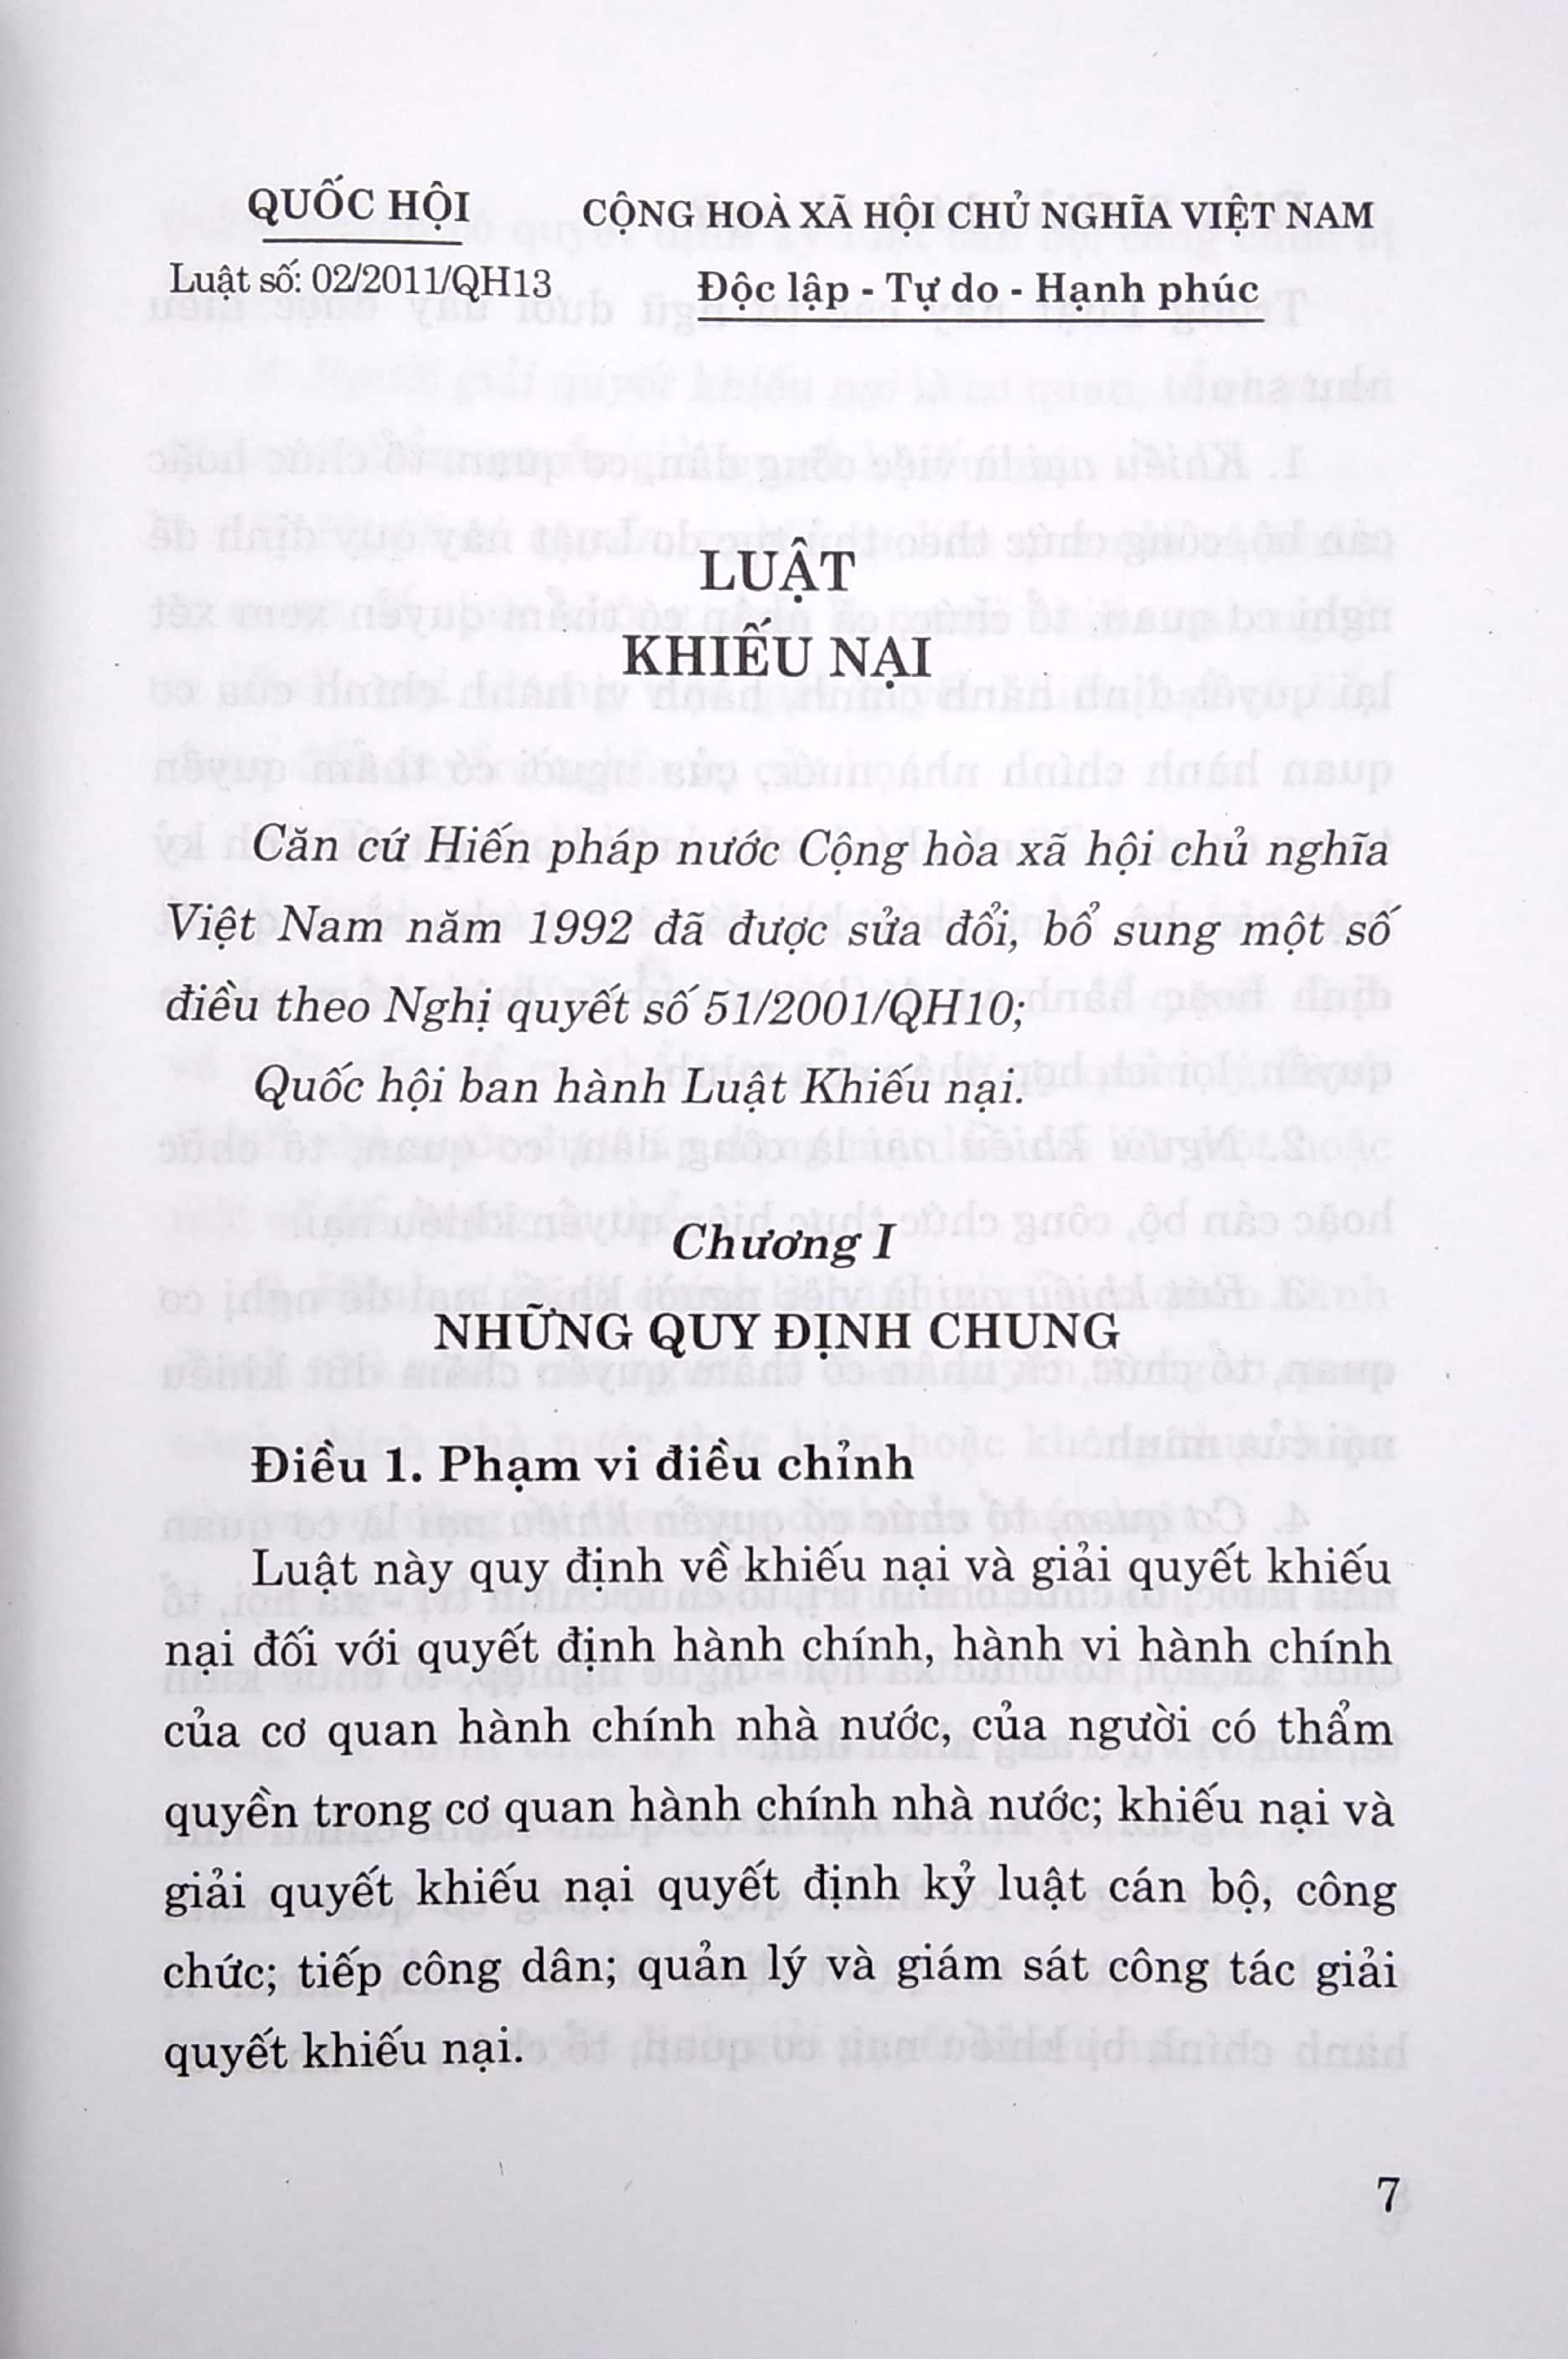 QUỐC HỘI
Luật số: 02/2011/QH13
CỘNG HOÀ XÃ HỘI CHỦ NGHĨA VIỆT NAM
Độc lập - Tự do - Hạnh phúc
LUẬT
KHIẾU NẠI
Căn cứ Hiến pháp nước Cộng hòa xã hội chủ nghĩa
Việt Nam năm 1992 đã được sửa đổi, bổ sung một số
điều theo Nghị quyết số 51/2001/QH10;
Quốc hội ban hành Luật Khiếu nại.
Chương I
NHỮNG QUY ĐỊNH CHUNG
Điều 1. Phạm vi điều chỉnh
Luật này quy định về khiếu nại và giải quyết khiếu
nại đối với quyết định hành chính, hành vi hành chính
của cơ quan hành chính nhà nước, của người có thẩm
quyền trong cơ quan hành chính nhà nước; khiếu nại và
giải quyết khiếu nại quyết định kỷ luật cán bộ, công
chức; tiếp công dân; quản lý và giám sát công tác giải
quyết khiếu nại.
7